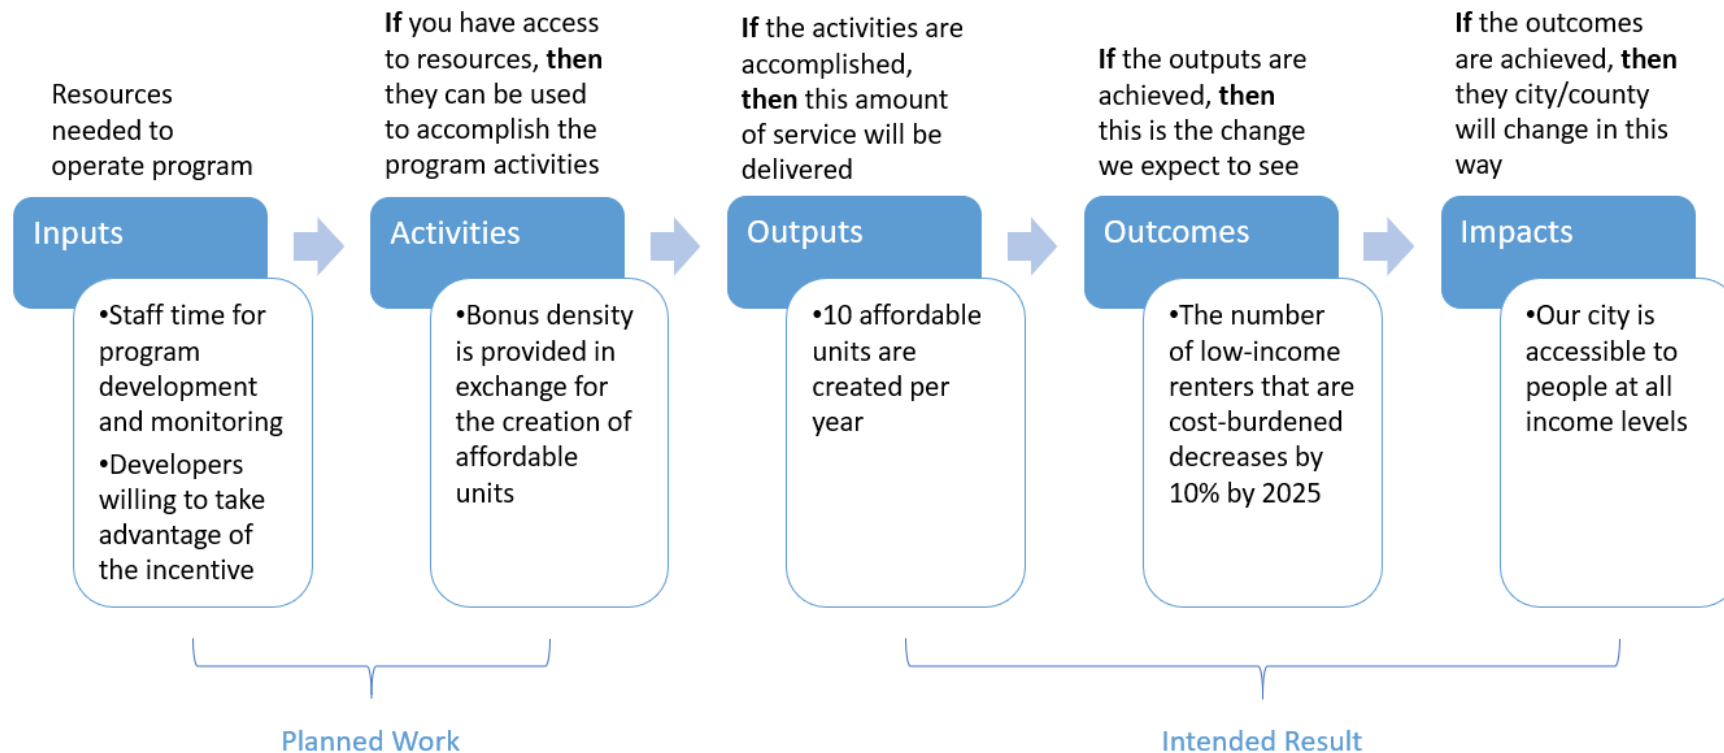 Resources
needed to
operate program
If you have access
to resources, then
they can be used
to accomplish the
program activities
If the activities are
accomplished,
then this amount
of service will be
delivered
If the outputs are
achieved, then
this is the change
we expect to see
If the outcomes
are achieved, then
they city/county
will change in this
way
Inputs
Activities
Outputs
Outcomes
Impacts
•Staff time for
program
development
and monitoring
•Developers
willing to take
advantage of
the incentive
•Bonus density
is provided in
exchange for
the creation of
affordable
units
•10 affordable
units are
created per
year
•The number
of low-income
renters that are
cost-burdened
decreases by
10% by 2025
•Our city is
accessible to
people at all
income levels
Planned Work
Intended Result